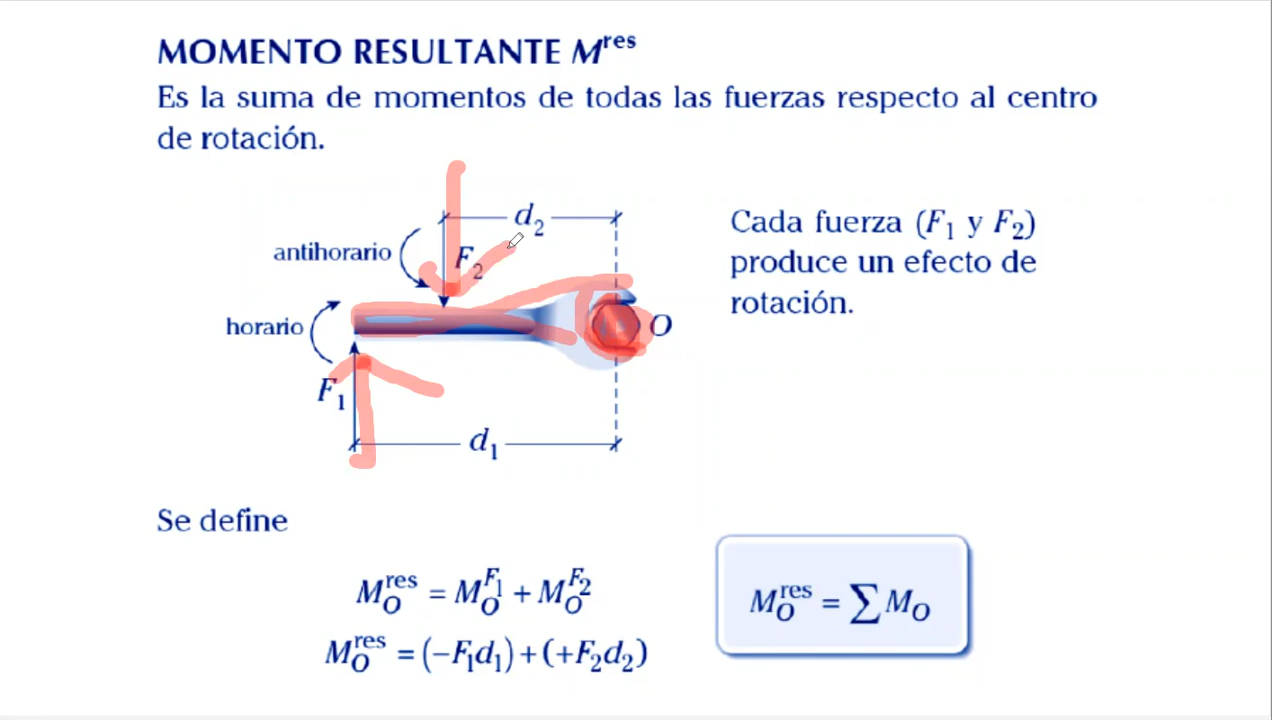 MOMENTO RESULTANTE M^res
Es la suma de momentos de todas las fuerzas respecto al centro
de rotación.
d₂
antihorario
F₂
horario
O
F₁
d₁
Cada fuerza (F₁ y F₂)
produce un efecto de
rotación.
Se define
M_O^res = M_O^F₁ + M_O^F₂
M_O^res = (−F₁d₁) + (+F₂d₂)
M_O^res = ∑ M_O